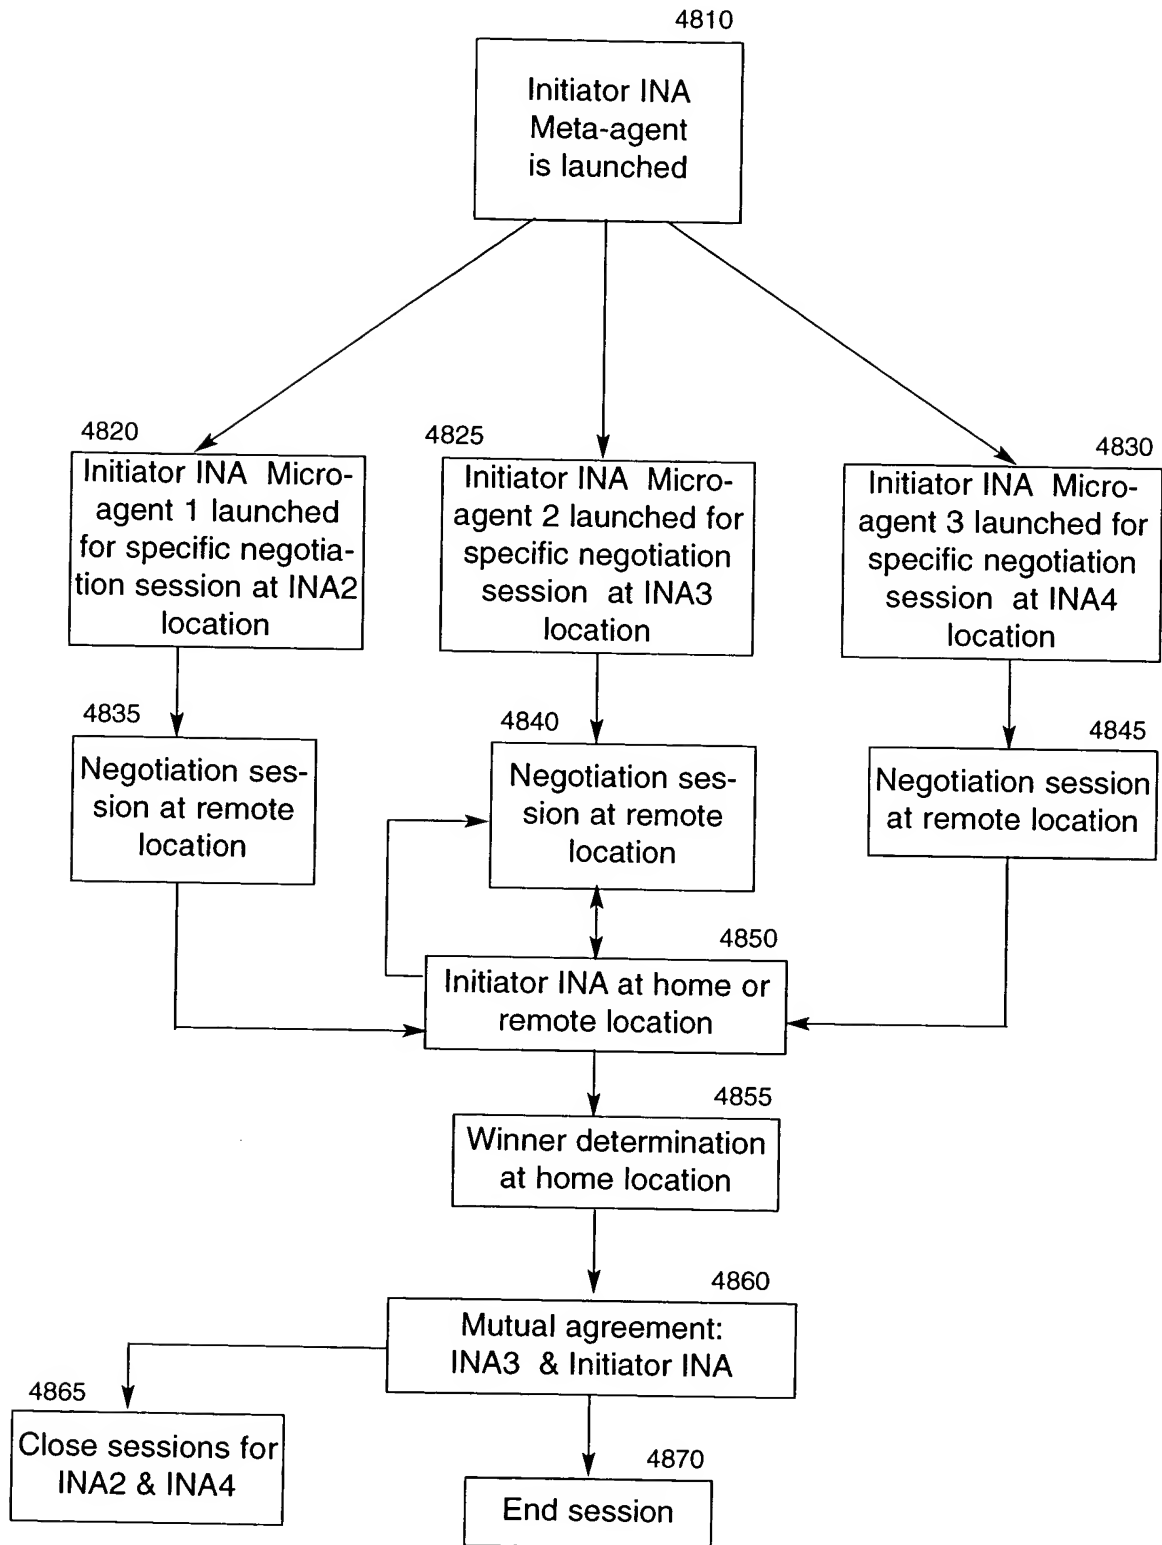 4810
Initiator INA
Meta-agent
is launched
4820
Initiator INA Micro-
agent 1 launched
for specific negotia-
tion session at INA2
location
4825
Initiator INA Micro-
agent 2 launched for
specific negotiation
session at INA3
location
4830
Initiator INA Micro-
agent 3 launched for
specific negotiation
session at INA4
location
4835
Negotiation ses-
sion at remote
location
4840
Negotiation ses-
sion at remote
location
4845
Negotiation session
at remote location
4850
Initiator INA at home or
remote location
4855
Winner determination
at home location
4860
Mutual agreement:
INA3 & Initiator INA
4865
Close sessions for
INA2 & INA4
4870
End session